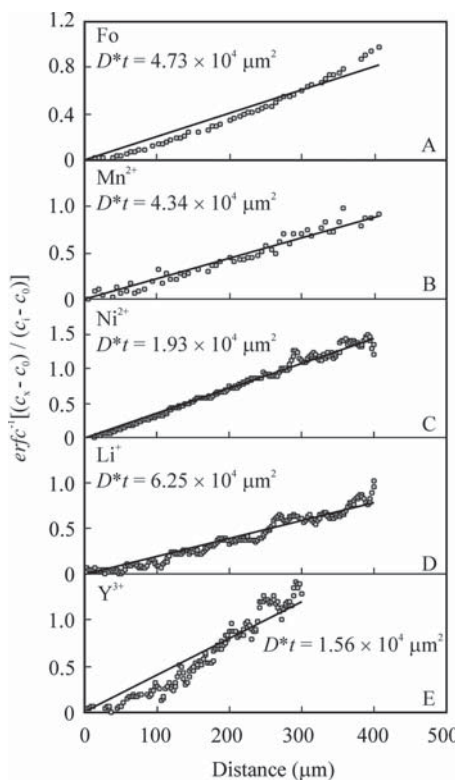 1.2
Fo
D*t = 4.73 × 10⁴ μm²
0.8
0.4
0
A
Mn²⁺
D*t = 4.34 × 10⁴ μm²
1.0
0.5
0
B
Ni²⁺
D*t = 1.93 × 10⁴ μm²
1.5
1.0
0.5
0
C
Li⁺
D*t = 6.25 × 10⁴ μm²
1.0
0.5
0
D
Y³⁺
D*t = 1.56 × 10⁴ μm²
1.0
0.5
0
E
erfc⁻¹[(cₓ - c₀) / (cᵢ - c₀)]
0 100 200 300 400 500
Distance (μm)